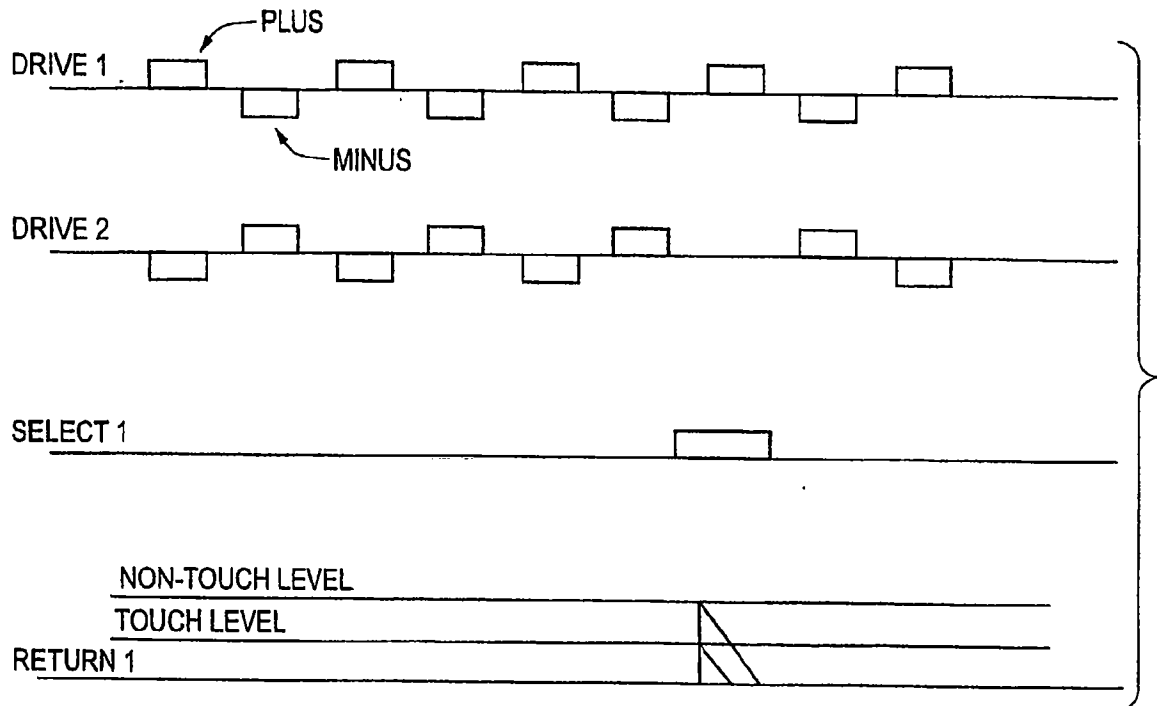 PLUS
DRIVE 1
MINUS
DRIVE 2
SELECT 1
NON-TOUCH LEVEL
TOUCH LEVEL
RETURN 1